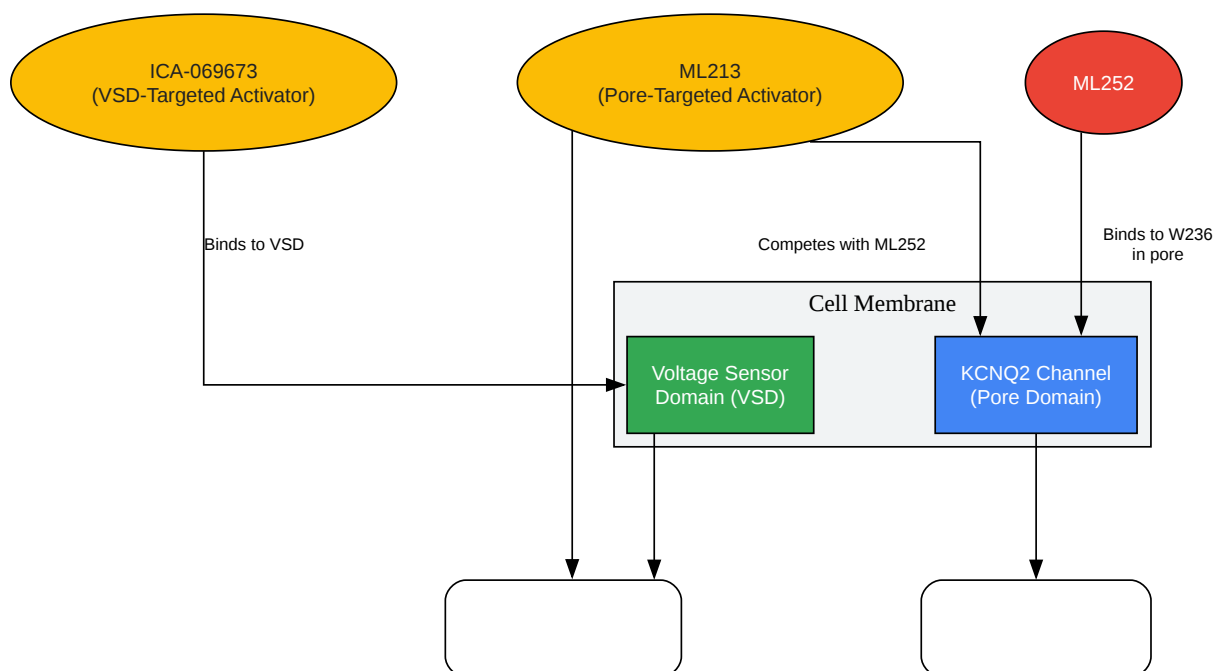 ICA-069673
(VSD-Targeted Activator)
ML213
(Pore-Targeted Activator)
ML252
Binds to VSD
Competes with ML252
Binds to W236
in pore
Cell Membrane
Voltage Sensor
Domain (VSD)
KCNQ2 Channel
(Pore Domain)